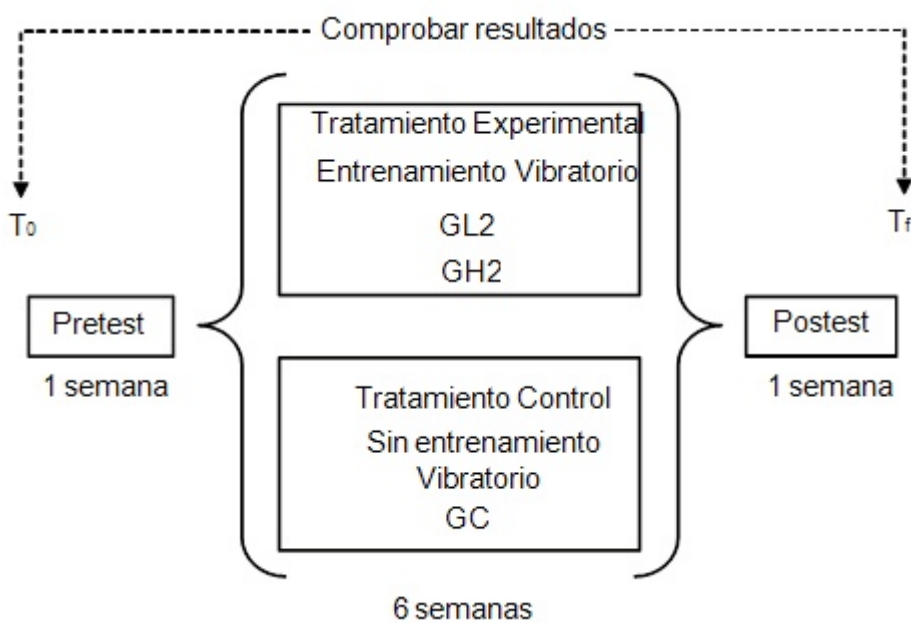 Comprobar resultados
T0
Tf
Pretest
1 semana
Tratamiento Experimental
Entrenamiento Vibratorio
GL2
GH2
Tratamiento Control
Sin entrenamiento
Vibratorio
GC
6 semanas
Postest
1 semana